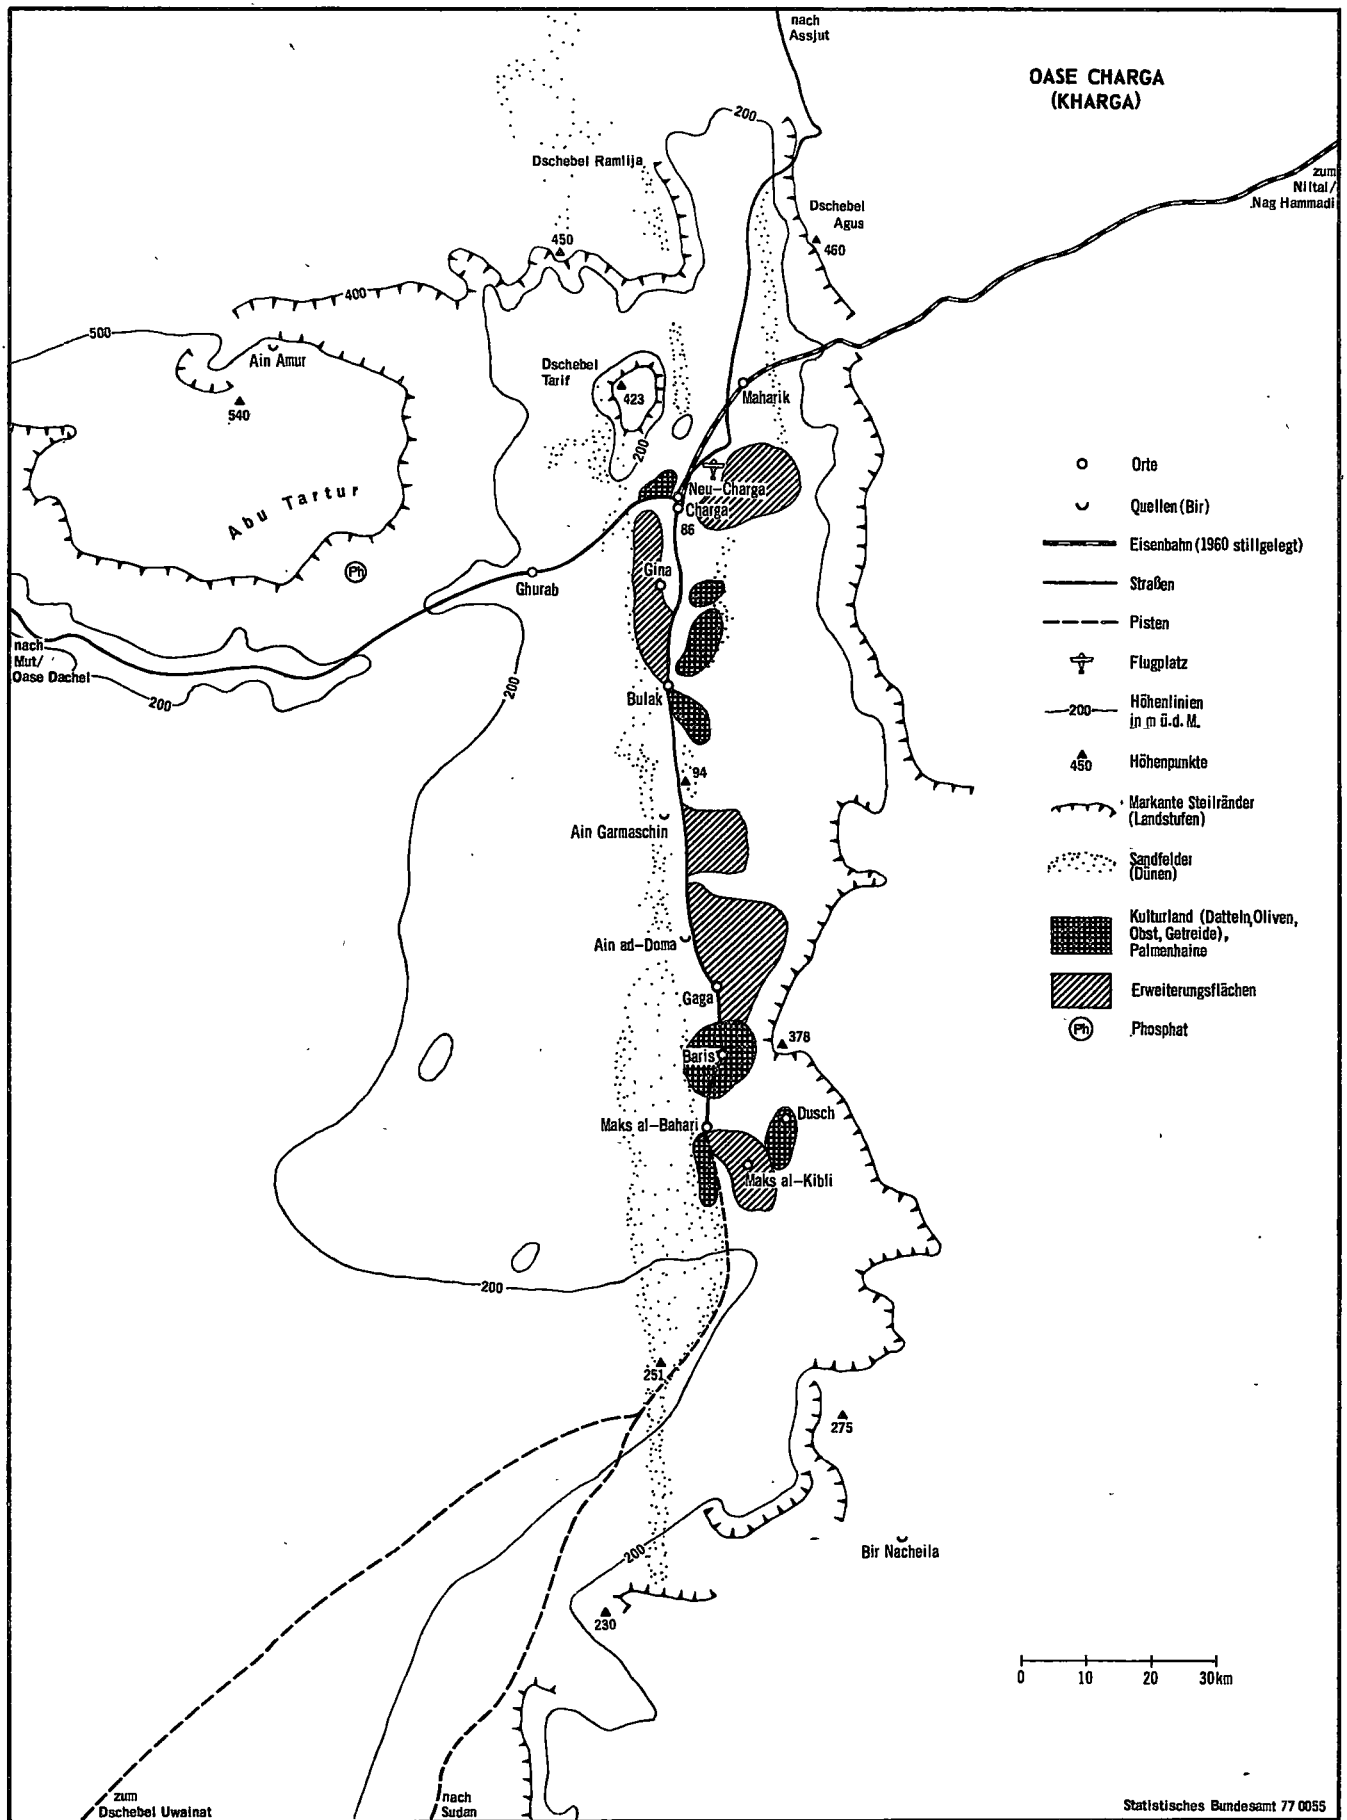 nach
Assjut
OASE CHARGA
(KHARGA)
200
zum
Niltal/
Nag Hammadi
Dschebel Ramlija
Dschebel
Agus
460
450
400
500
Ain Amur
540
Dschebel
Tarif
423
200
Maharik
Abu Tartur
Neu-Charga
Charga
86
Ph
Ghurab
Gina
nach
Mut/
Oase Dachel
200
200
Bulak
94
Ain Garmaschin
Ain ad-Doma
Gaga
Baris
378
Maks al-Bahari
Dusch
Maks al-Kibli
200
251
275
200
Bir Nacheila
230
zum
Dschebel Uwainat
nach
Sudan
Orte
Quellen (Bir)
Eisenbahn (1960 stillgelegt)
Straßen
Pisten
Flugplatz
200
Höhenlinien
in m ü.d.M.
450
Höhenpunkte
Markante Steilränder
(Landstufen)
Sandfelder
(Dünen)
Kulturland (Datteln,Oliven,
Obst, Getreide),
Palmenhaine
Erweiterungsflächen
Ph
Phosphat
0 10 20 30km
Statistisches Bundesamt 77 0055